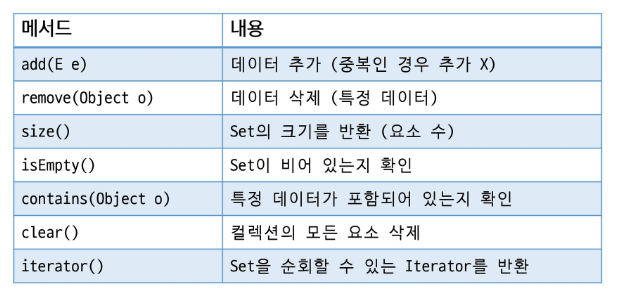 메서드 내용
add(E e) 데이터 추가 (중복인 경우 추가 X)
remove(Object o) 데이터 삭제 (특정 데이터)
size() Set의 크기를 반환 (요소 수)
isEmpty() Set이 비어 있는지 확인
contains(Object o) 특정 데이터가 포함되어 있는지 확인
clear() 컬렉션의 모든 요소 삭제
iterator() Set을 순회할 수 있는 Iterator를 반환